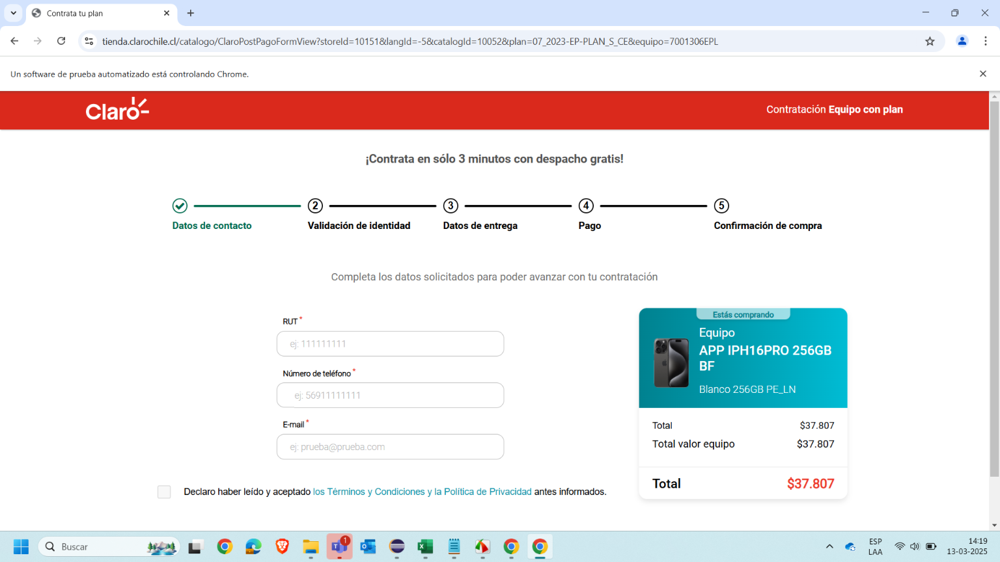 Contrata tu plan
tienda.clarochile.cl/catalogo/ClaroPostPagoFormView?storeId=10151&langId=-5&catalogId=10052&plan=07_2023-EP-PLAN_S_CE&equipo=7001306EPL
Un software de prueba automatizado está controlando Chrome.
Claro
Contratación Equipo con plan
¡Contrata en sólo 3 minutos con despacho gratis!
2 3 4 5
Datos de contacto
Validación de identidad
Datos de entrega
Pago
Confirmación de compra
Completa los datos solicitados para poder avanzar con tu contratación
RUT *
ej: 111111111
Número de teléfono *
ej: 56911111111
E-mail *
ej: prueba@prueba.com
Declaro haber leído y aceptado los Términos y Condiciones y la Política de Privacidad antes informados.
Estás comprando
Equipo
APP IPH16PRO 256GB
BF
Blanco 256GB PE_LN
Total $37.807
Total valor equipo $37.807
Total $37.807
Buscar
1
ESP
LAA
14:19
13-03-2025